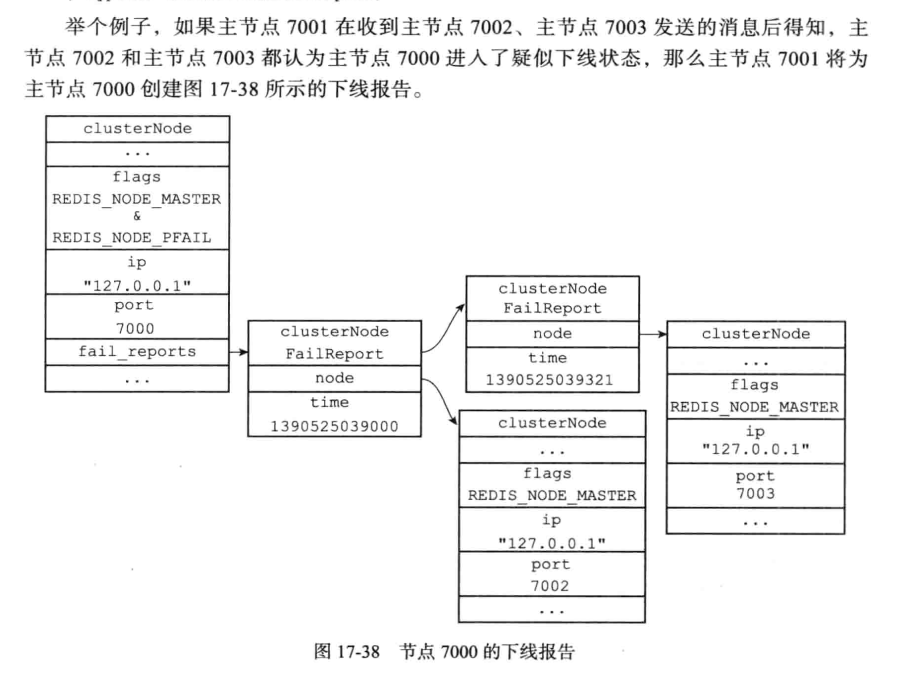 举个例子，如果主节点 7001 在收到主节点 7002、主节点 7003 发送的消息后得知，主
节点 7002 和主节点 7003 都认为主节点 7000 进入了疑似下线状态，那么主节点 7001 将为
主节点 7000 创建图 17-38 所示的下线报告。
clusterNode
...
flags
REDIS_NODE_MASTER
&
REDIS_NODE_PFAIL
ip
"127.0.0.1"
port
7000
fail_reports
...
clusterNode
FailReport
node
time
1390525039000
clusterNode
FailReport
node
time
1390525039321
clusterNode
...
flags
REDIS_NODE_MASTER
ip
"127.0.0.1"
port
7002
...
clusterNode
...
flags
REDIS_NODE_MASTER
ip
"127.0.0.1"
port
7003
...
图 17-38 节点 7000 的下线报告